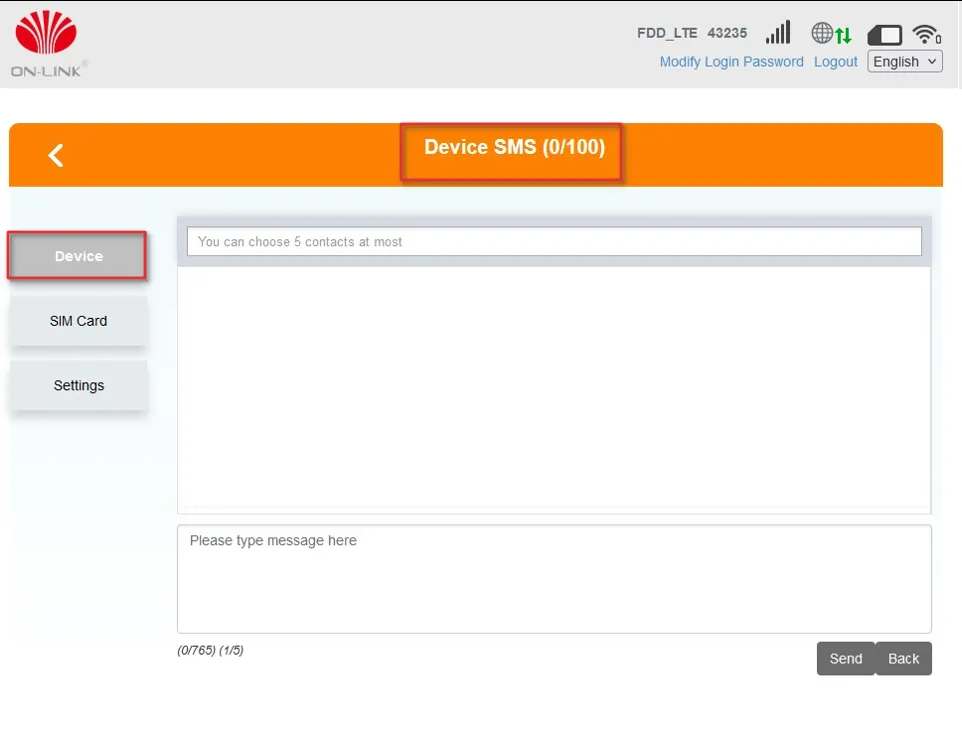 ON-LINK®
FDD_LTE 43235
0
Modify Login Password Logout English
Device SMS (0/100)
Device
SIM Card
Settings
You can choose 5 contacts at most
Please type message here
(0/765) (1/5)
Send Back